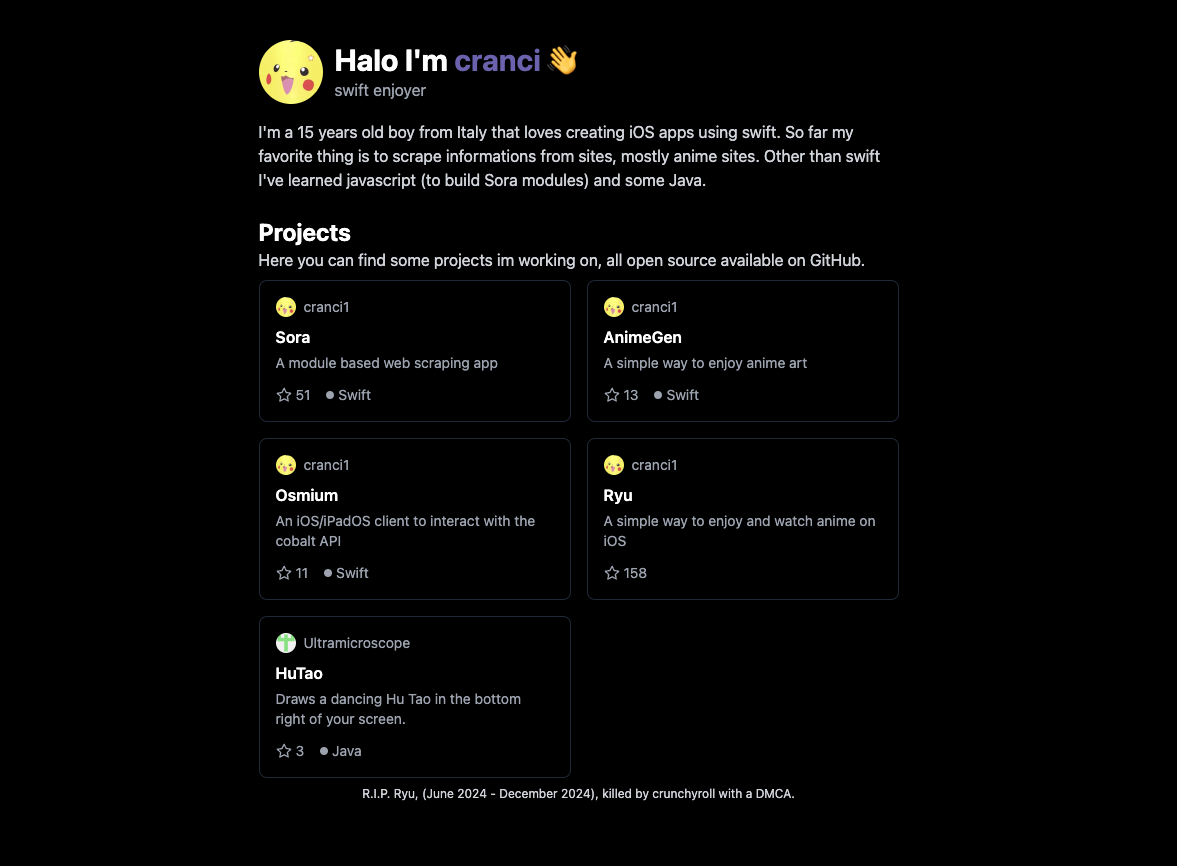 Halo I'm cranci 👋
swift enjoyer
I'm a 15 years old boy from Italy that loves creating iOS apps using swift. So far my
favorite thing is to scrape informations from sites, mostly anime sites. Other than swift
I've learned javascript (to build Sora modules) and some Java.
Projects
Here you can find some projects im working on, all open source available on GitHub.
cranci1
Sora
A module based web scraping app
51 Swift
cranci1
AnimeGen
A simple way to enjoy anime art
13 Swift
cranci1
Osmium
An iOS/iPadOS client to interact with the
cobalt API
11 Swift
cranci1
Ryu
A simple way to enjoy and watch anime on
iOS
158
Ultramicroscope
HuTao
Draws a dancing Hu Tao in the bottom
right of your screen.
3 Java
R.I.P. Ryu, (June 2024 - December 2024), killed by crunchyroll with a DMCA.